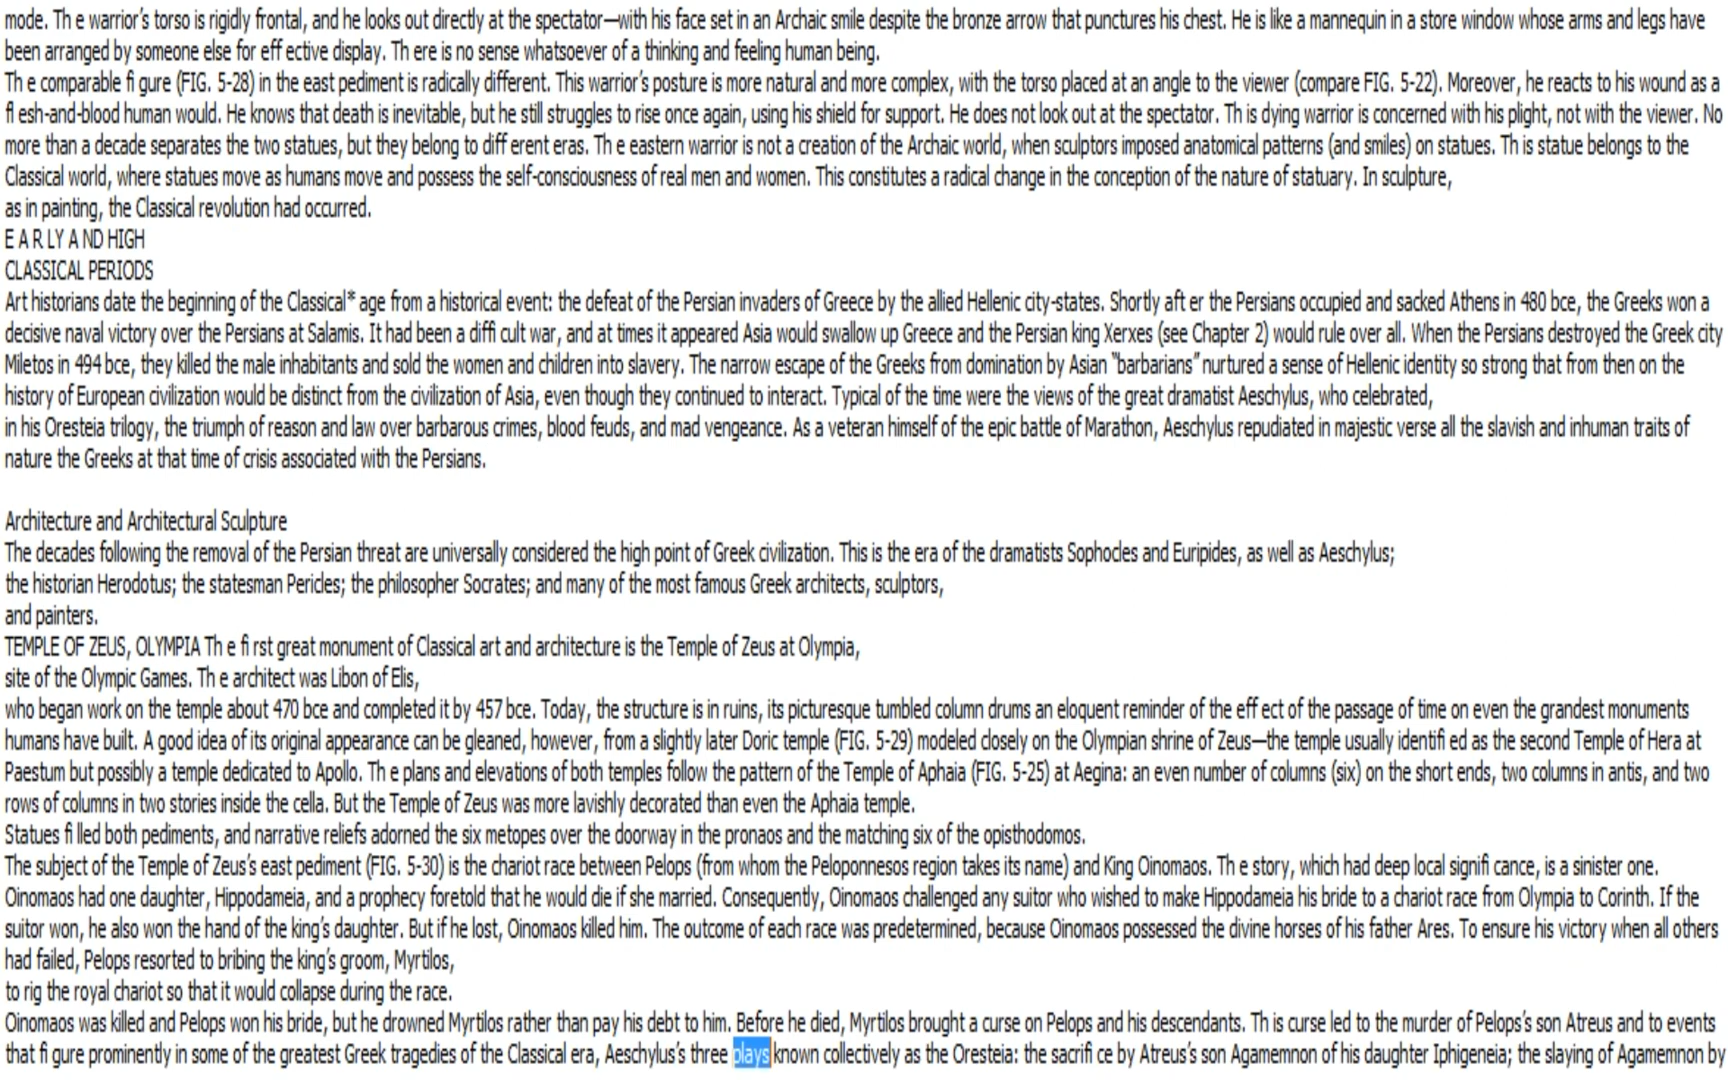 mode. Th e warrior's torso is rigidly frontal, and he looks out directly at the spectator—with his face set in an Archaic smile despite the bronze arrow that punctures his chest. He is like a mannequin in a store window whose arms and legs have
been arranged by someone else for eff ective display. Th ere is no sense whatsoever of a thinking and feeling human being.
Th e comparable fi gure (FIG. 5-28) in the east pediment is radically different. This warrior's posture is more natural and more complex, with the torso placed at an angle to the viewer (compare FIG. 5-22). Moreover, he reacts to his wound as a
fl esh-and-blood human would. He knows that death is inevitable, but he still struggles to rise once again, using his shield for support. He does not look out at the spectator. Th is dying warrior is concerned with his plight, not with the viewer. No
more than a decade separates the two statues, but they belong to diff erent eras. Th e eastern warrior is not a creation of the Archaic world, when sculptors imposed anatomical patterns (and smiles) on statues. Th is statue belongs to the
Classical world, where statues move as humans move and possess the self-consciousness of real men and women. This constitutes a radical change in the conception of the nature of statuary. In sculpture,
as in painting, the Classical revolution had occurred.
E A R LY A ND HIGH
CLASSICAL PERIODS
Art historians date the beginning of the Classical* age from a historical event: the defeat of the Persian invaders of Greece by the allied Hellenic city-states. Shortly aft er the Persians occupied and sacked Athens in 480 bce, the Greeks won a
decisive naval victory over the Persians at Salamis. It had been a diffi cult war, and at times it appeared Asia would swallow up Greece and the Persian king Xerxes (see Chapter 2) would rule over all. When the Persians destroyed the Greek city
Miletos in 494 bce, they killed the male inhabitants and sold the women and children into slavery. The narrow escape of the Greeks from domination by Asian "barbarians" nurtured a sense of Hellenic identity so strong that from then on the
history of European civilization would be distinct from the civilization of Asia, even though they continued to interact. Typical of the time were the views of the great dramatist Aeschylus, who celebrated,
in his Oresteia trilogy, the triumph of reason and law over barbarous crimes, blood feuds, and mad vengeance. As a veteran himself of the epic battle of Marathon, Aeschylus repudiated in majestic verse all the slavish and inhuman traits of
nature the Greeks at that time of crisis associated with the Persians.
Architecture and Architectural Sculpture
The decades following the removal of the Persian threat are universally considered the high point of Greek civilization. This is the era of the dramatists Sophocles and Euripides, as well as Aeschylus;
the historian Herodotus; the statesman Pericles; the philosopher Socrates; and many of the most famous Greek architects, sculptors,
and painters.
TEMPLE OF ZEUS, OLYMPIA Th e fi rst great monument of Classical art and architecture is the Temple of Zeus at Olympia,
site of the Olympic Games. Th e architect was Libon of Elis,
who began work on the temple about 470 bce and completed it by 457 bce. Today, the structure is in ruins, its picturesque tumbled column drums an eloquent reminder of the eff ect of the passage of time on even the grandest monuments
humans have built. A good idea of its original appearance can be gleaned, however, from a slightly later Doric temple (FIG. 5-29) modeled closely on the Olympian shrine of Zeus—the temple usually identifi ed as the second Temple of Hera at
Paestum but possibly a temple dedicated to Apollo. Th e plans and elevations of both temples follow the pattern of the Temple of Aphaia (FIG. 5-25) at Aegina: an even number of columns (six) on the short ends, two columns in antis, and two
rows of columns in two stories inside the cella. But the Temple of Zeus was more lavishly decorated than even the Aphaia temple.
Statues fi lled both pediments, and narrative reliefs adorned the six metopes over the doorway in the pronaos and the matching six of the opisthodomos.
The subject of the Temple of Zeus's east pediment (FIG. 5-30) is the chariot race between Pelops (from whom the Peloponnesos region takes its name) and King Oinomaos. Th e story, which had deep local signifi cance, is a sinister one.
Oinomaos had one daughter, Hippodameia, and a prophecy foretold that he would die if she married. Consequently, Oinomaos challenged any suitor who wished to make Hippodameia his bride to a chariot race from Olympia to Corinth. If the
suitor won, he also won the hand of the king's daughter. But if he lost, Oinomaos killed him. The outcome of each race was predetermined, because Oinomaos possessed the divine horses of his father Ares. To ensure his victory when all others
had failed, Pelops resorted to bribing the king's groom, Myrtilos,
to rig the royal chariot so that it would collapse during the race.
Oinomaos was killed and Pelops won his bride, but he drowned Myrtilos rather than pay his debt to him. Before he died, Myrtilos brought a curse on Pelops and his descendants. Th is curse led to the murder of Pelops's son Atreus and to events
that fi gure prominently in some of the greatest Greek tragedies of the Classical era, Aeschylus's three plays known collectively as the Oresteia: the sacrifi ce by Atreus's son Agamemnon of his daughter Iphigeneia; the slaying of Agamemnon by